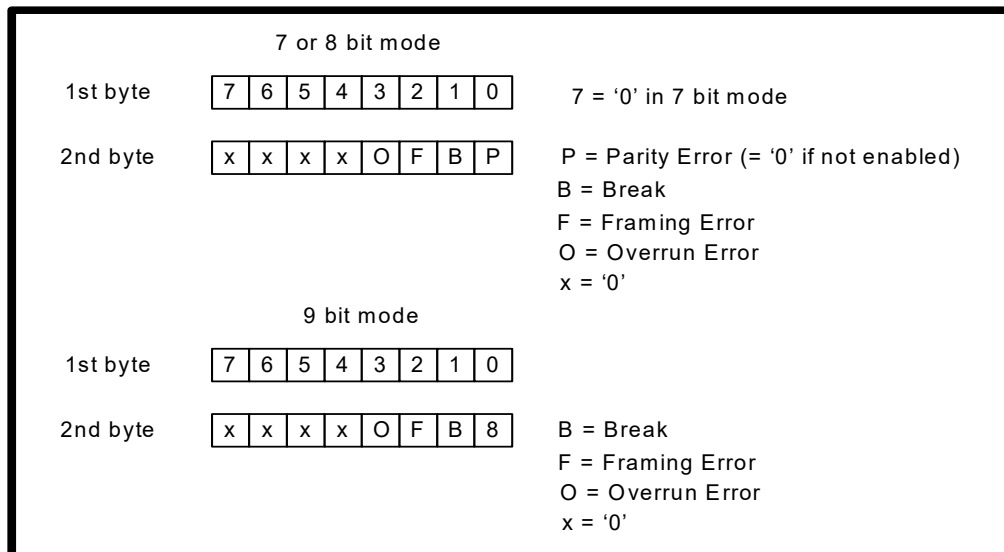 7 or 8 bit mode
1st byte 7 6 5 4 3 2 1 0 7 = ‘0’ in 7 bit mode
2nd byte x x x x O F B P P = Parity Error (= ‘0’ if not enabled)
B = Break
F = Framing Error
O = Overrun Error
x = ‘0’
9 bit mode
1st byte 7 6 5 4 3 2 1 0
2nd byte x x x x O F B 8 B = Break
F = Framing Error
O = Overrun Error
x = ‘0’